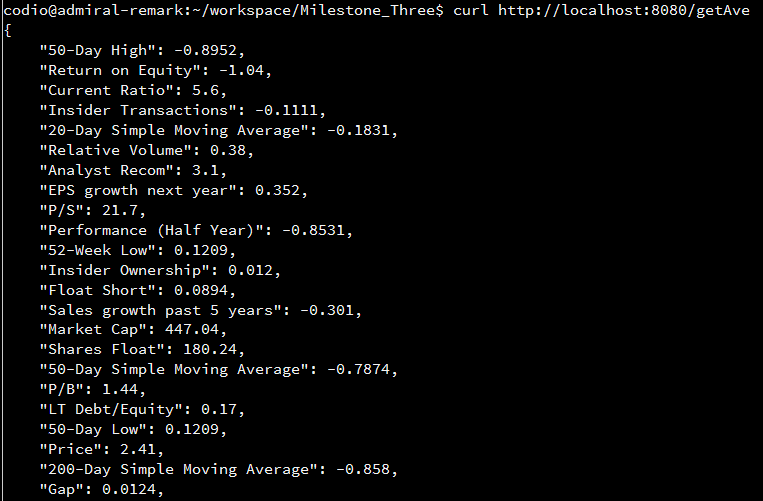 codio@admiral-remark:~/workspace/Milestone_Three$ curl http://localhost:8080/getAve
{
"50-Day High": -0.8952,
"Return on Equity": -1.04,
"Current Ratio": 5.6,
"Insider Transactions": -0.1111,
"20-Day Simple Moving Average": -0.1831,
"Relative Volume": 0.38,
"Analyst Recom": 3.1,
"EPS growth next year": 0.352,
"P/S": 21.7,
"Performance (Half Year)": -0.8531,
"52-Week Low": 0.1209,
"Insider Ownership": 0.012,
"Float Short": 0.0894,
"Sales growth past 5 years": -0.301,
"Market Cap": 447.04,
"Shares Float": 180.24,
"50-Day Simple Moving Average": -0.7874,
"P/B": 1.44,
"LT Debt/Equity": 0.17,
"50-Day Low": 0.1209,
"Price": 2.41,
"200-Day Simple Moving Average": -0.858,
"Gap": 0.0124,